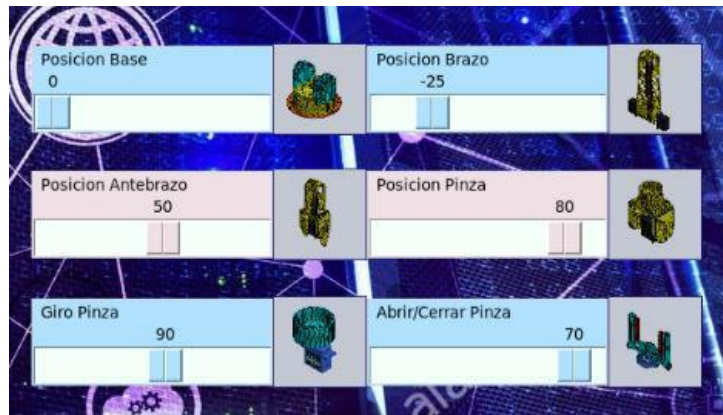 Posicion Base
0
Posicion Brazo
-25
Posicion Antebrazo
50
Posicion Pinza
80
Giro Pinza
90
Abrir/Cerrar Pinza
70